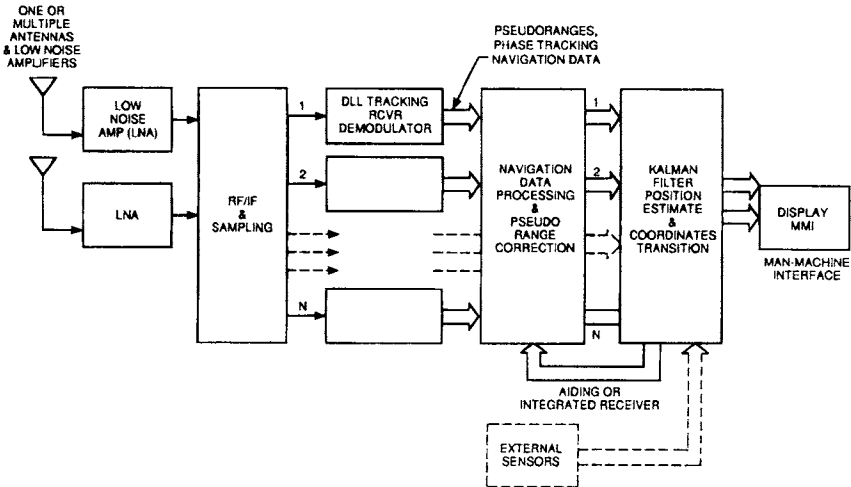 ONE OR
MULTIPLE
ANTENNAS
& LOW NOISE
AMPLIFIERS
LOW
NOISE
AMP (LNA)
LNA
RF/IF
&
SAMPLING
1
2
N
DLL TRACKING
RCVR
DEMODULATOR
PSEUDORANGES,
PHASE TRACKING
NAVIGATION DATA
NAVIGATION
DATA
PROCESSING
&
PSEUDO
RANGE
CORRECTION
1
2
N
KALMAN
FILTER
POSITION
ESTIMATE
&
COORDINATES
TRANSITION
DISPLAY
MMI
MAN-MACHINE
INTERFACE
AIDING OR
INTEGRATED RECEIVER
EXTERNAL
SENSORS